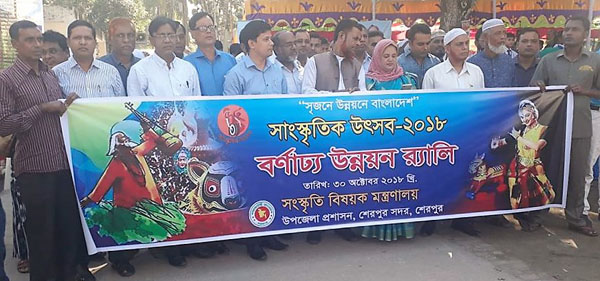 “সৃজনে উন্নয়নে বাংলাদেশ”
সাংস্কৃতিক উৎসব-২০১৮
বর্ণাঢ্য উন্নয়ন র‍্যালি
তারিখ: ৩০ অক্টোবর ২০১৮ খ্রি.
সংস্কৃতি বিষয়ক মন্ত্রণালয়
উপজেলা প্রশাসন, শেরপুর সদর, শেরপুর